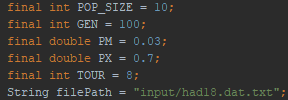 final int POP_SIZE = 10;
final int GEN = 100;
final double PM = 0.03;
final double PX = 0.7;
final int TOUR = 8;
String filePath = "input/had18.dat.txt";